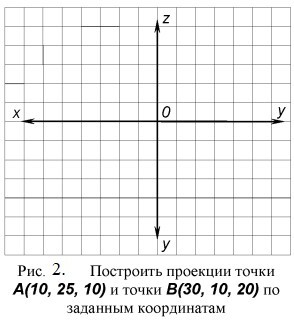 z
x 0 y
y
Рис. 2. Построить проекции точки
A(10, 25, 10) и точки B(30, 10, 20) по
заданным координатам